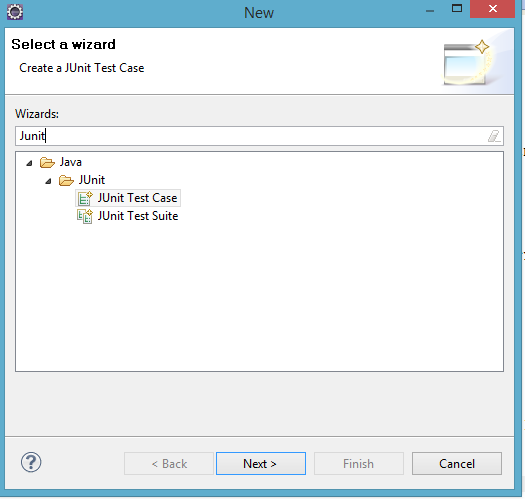 New
Select a wizard
Create a JUnit Test Case
Wizards:
Junit
Java
JUnit
JUnit Test Case
JUnit Test Suite
?
< Back
Next >
Finish
Cancel